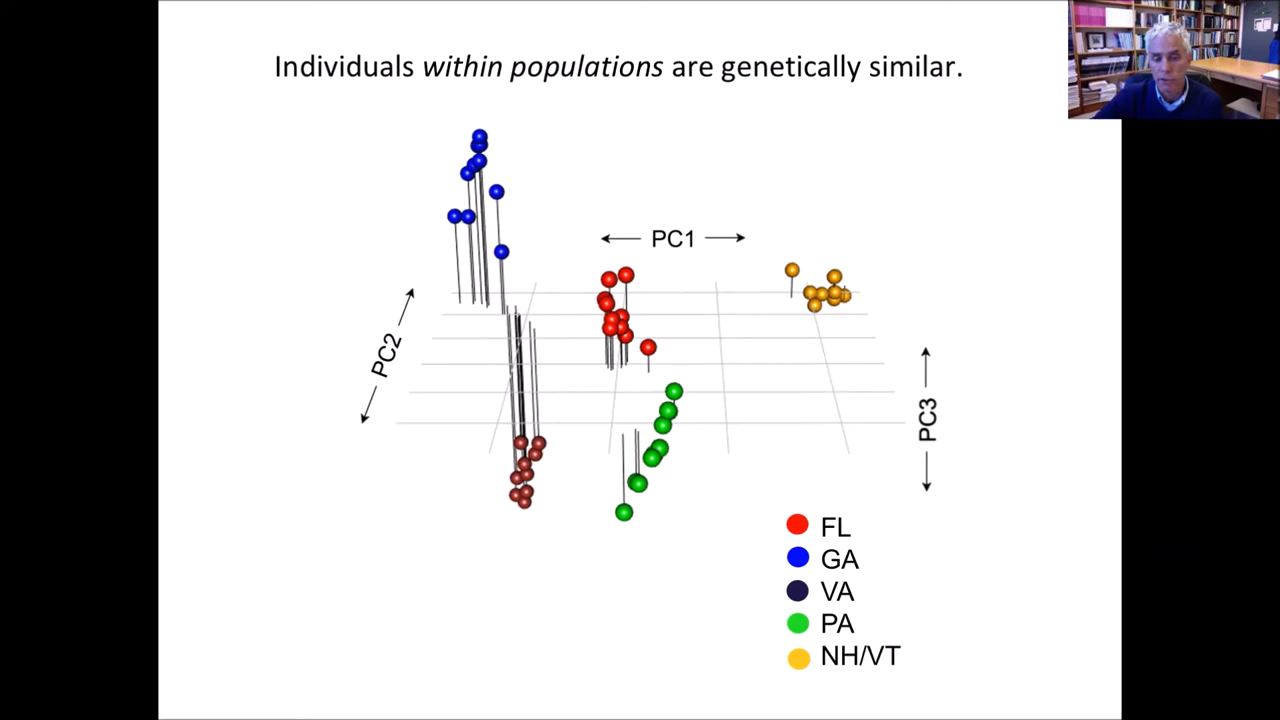 Individuals within populations are genetically similar.
PC1
PC2
PC3
FL
GA
VA
PA
NH/VT